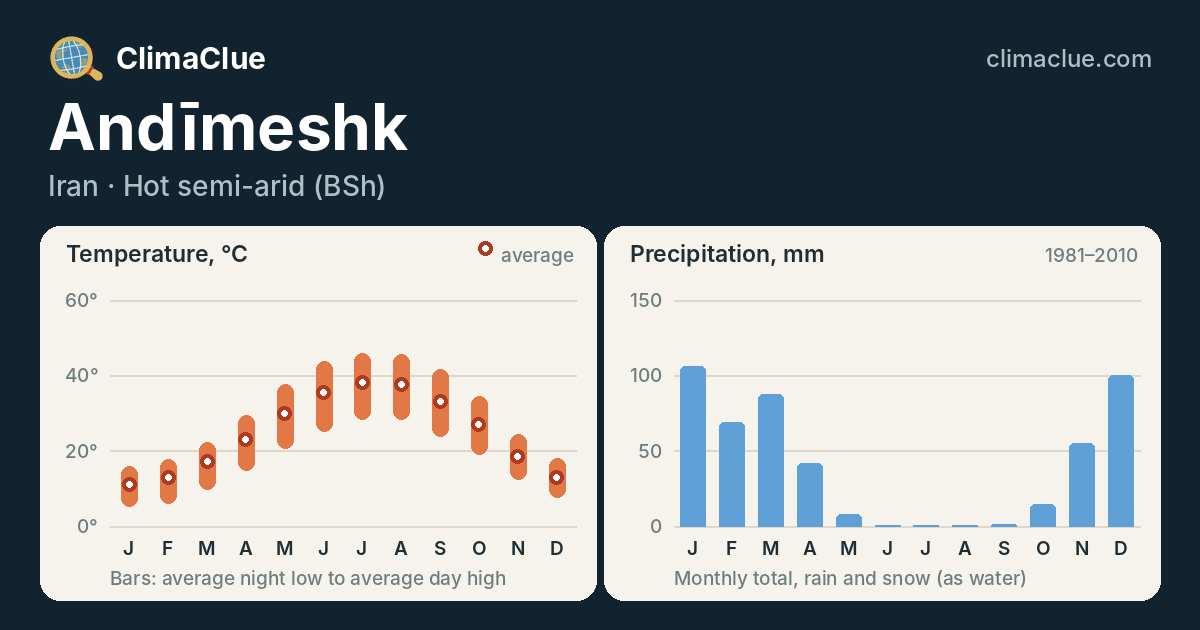 ClimaClue
climaclue.com
Andīmeshk
Iran · Hot semi-arid (BSh)
Temperature, °C
average
60°
40°
20°
0°
J F M A M J J A S O N D
Bars: average night low to average day high
Precipitation, mm
1981–2010
150
100
50
0
J F M A M J J A S O N D
Monthly total, rain and snow (as water)